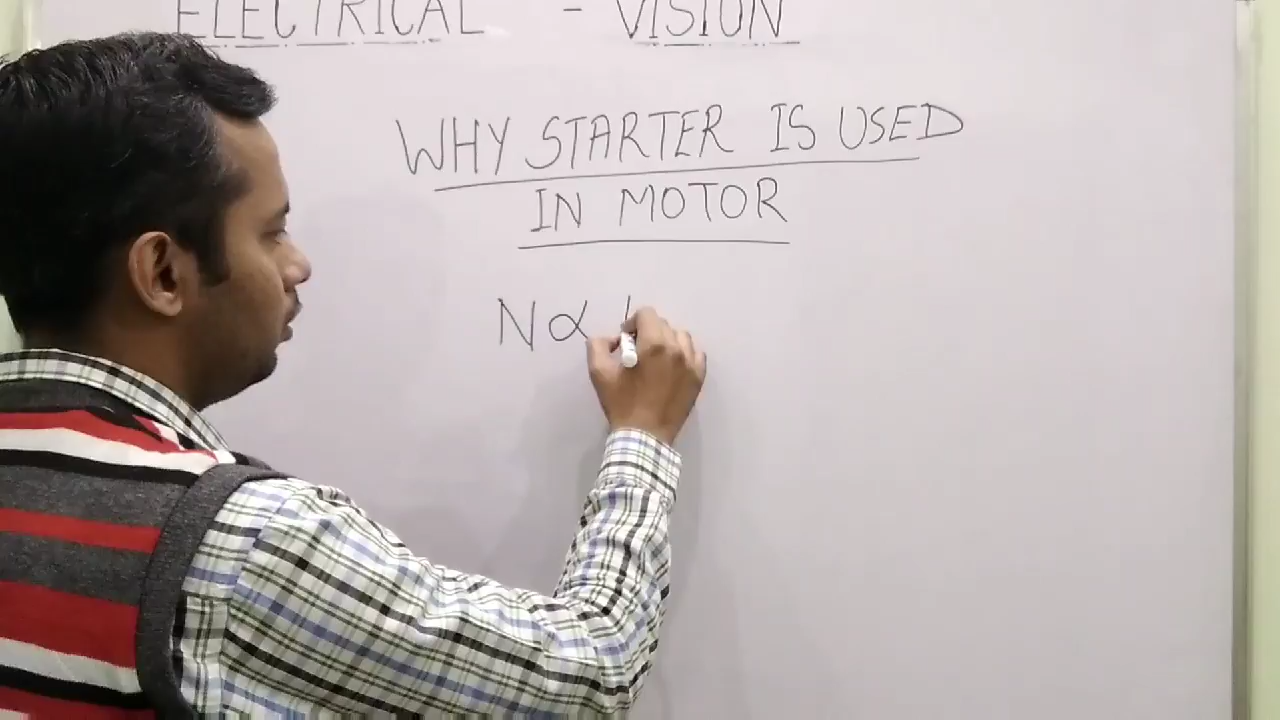 ELECTRICAL - VISION
WHY STARTER IS USED
IN MOTOR
N∝